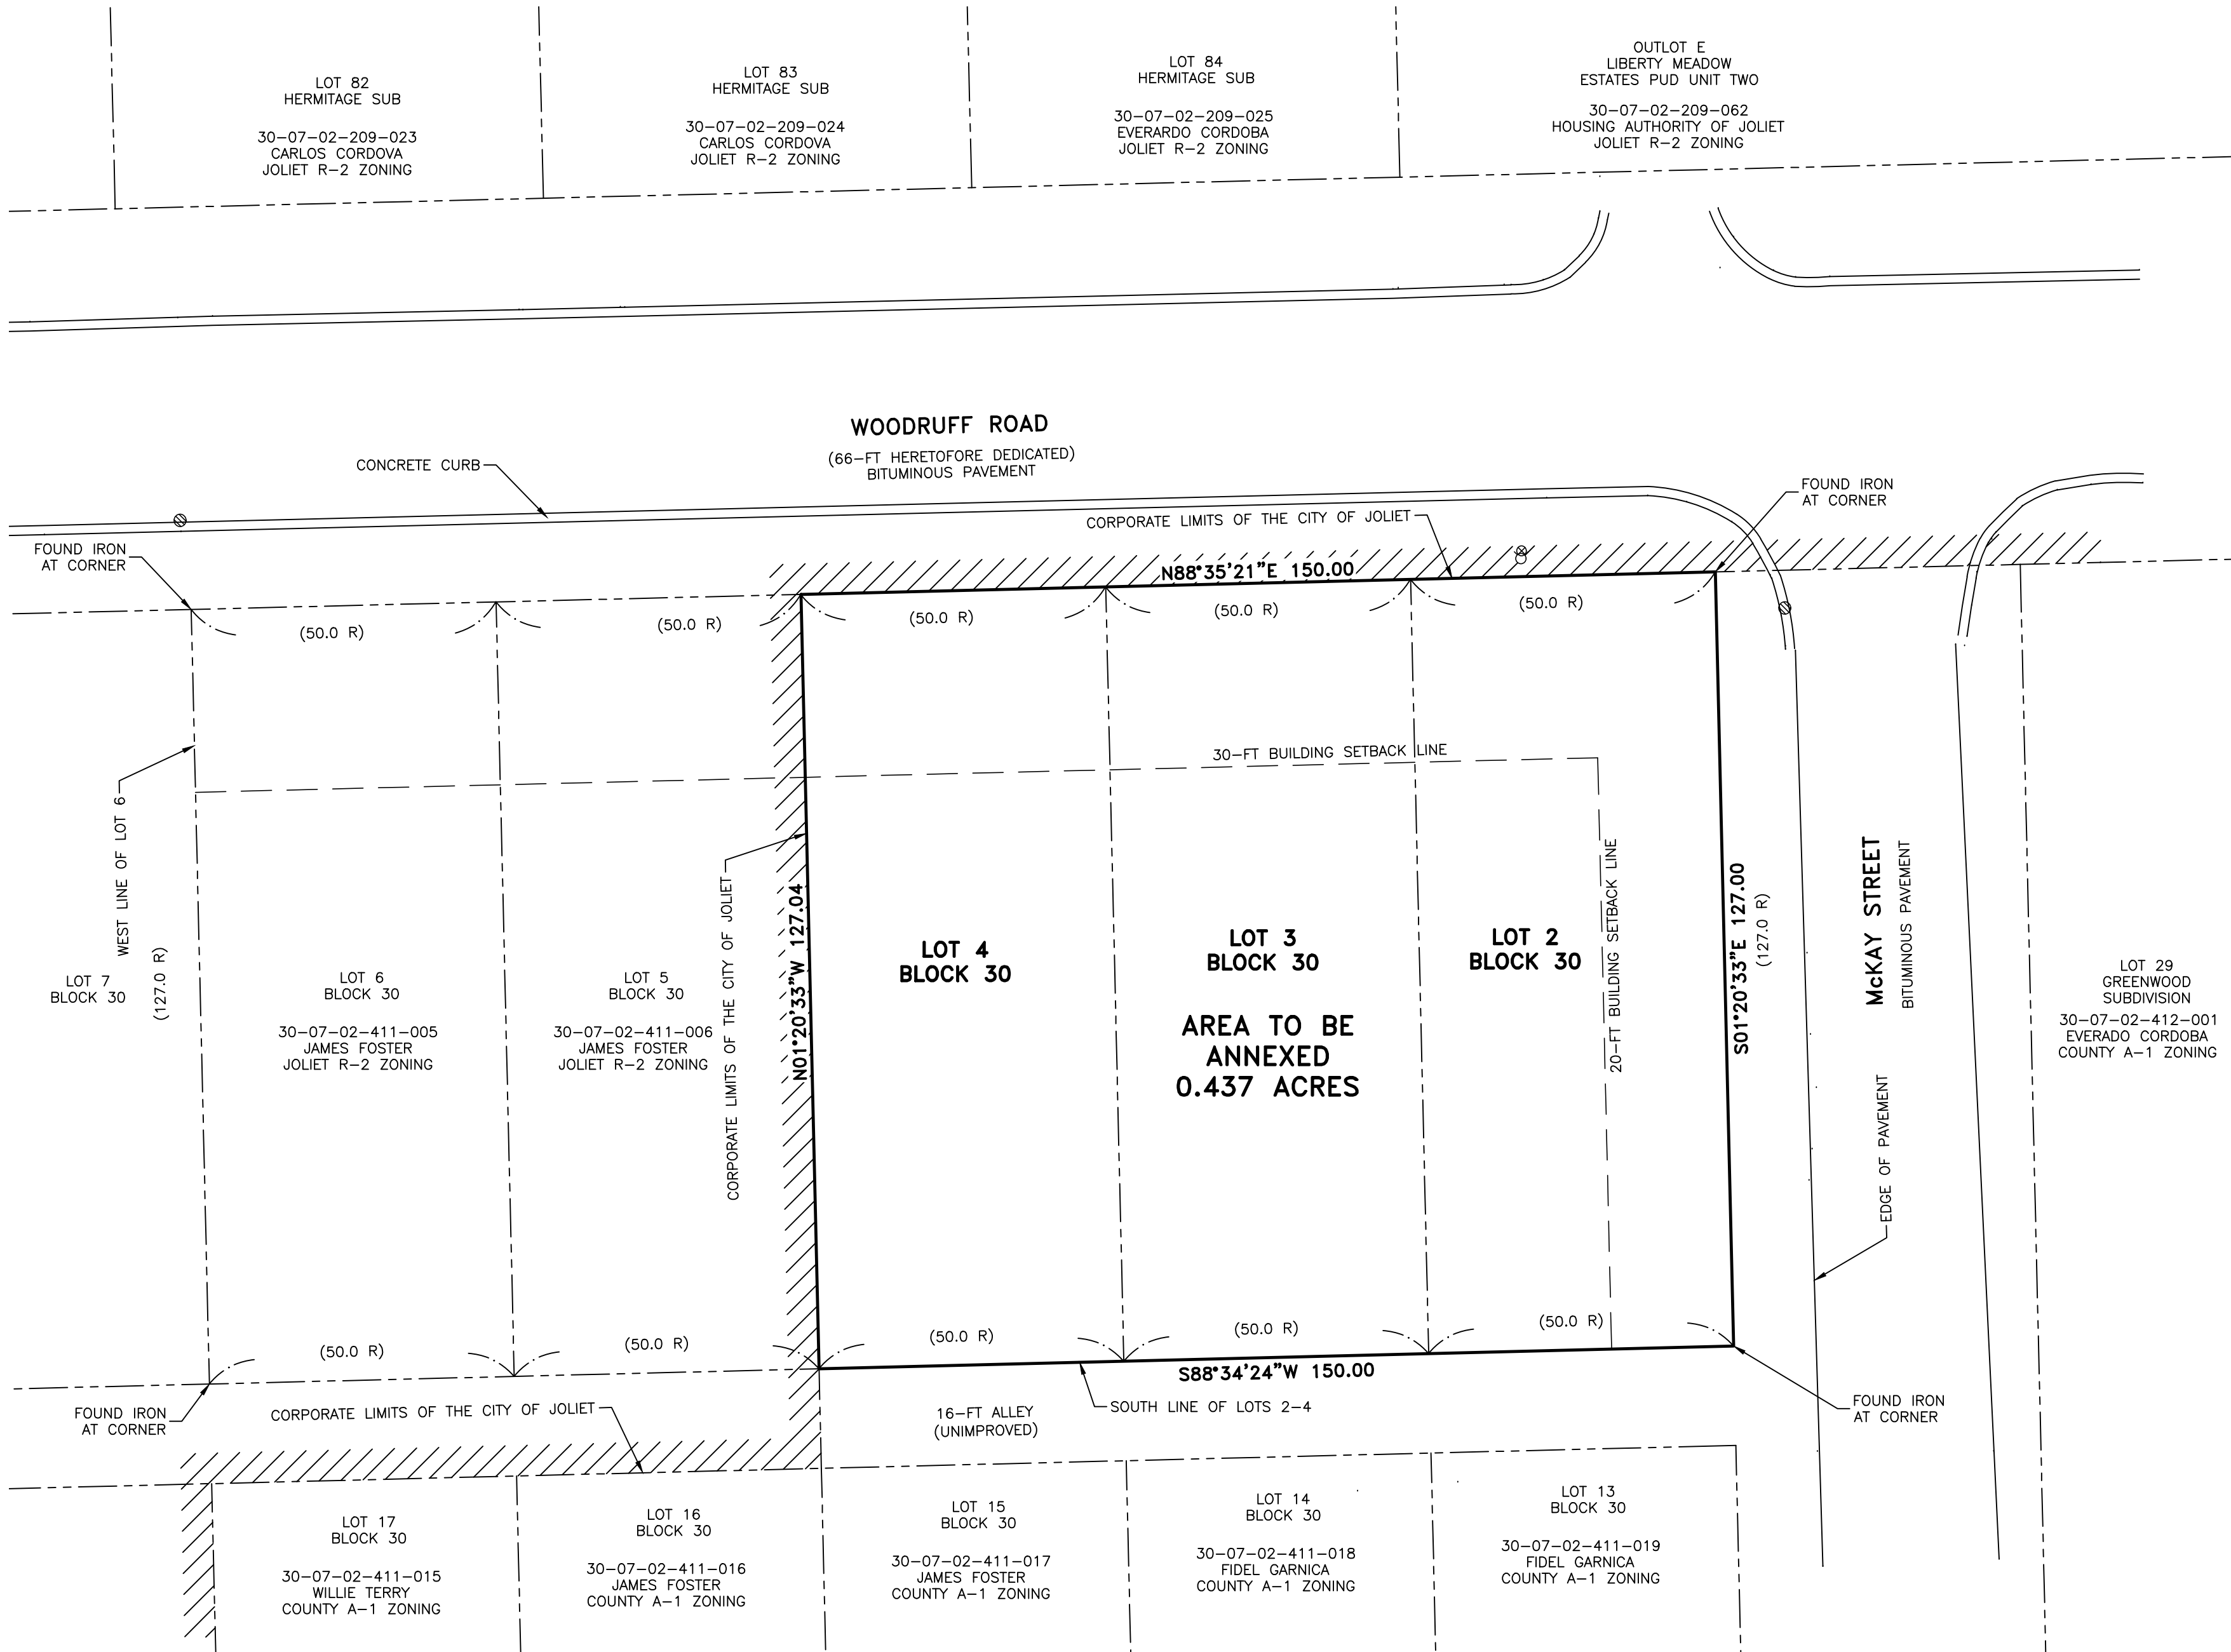 LOT 82
HERMITAGE SUB
30-07-02-209-023
CARLOS CORDOVA
JOLIET R-2 ZONING
LOT 83
HERMITAGE SUB
30-07-02-209-024
CARLOS CORDOVA
JOLIET R-2 ZONING
LOT 84
HERMITAGE SUB
30-07-02-209-025
EVERARDO CORDOBA
JOLIET R-2 ZONING
OUTLOT E
LIBERTY MEADOW
ESTATES PUD UNIT TWO
30-07-02-209-062
HOUSING AUTHORITY OF JOLIET
JOLIET R-2 ZONING
WOODRUFF ROAD
(66-FT HERETOFORE DEDICATED)
BITUMINOUS PAVEMENT
CONCRETE CURB
FOUND IRON
AT CORNER
CORPORATE LIMITS OF THE CITY OF JOLIET
FOUND IRON
AT CORNER
N88°35'21"E 150.00
(50.0 R)
(50.0 R)
(50.0 R)
(50.0 R)
(50.0 R)
30-FT BUILDING SETBACK LINE
WEST LINE OF LOT 6
(127.0 R)
LOT 7
BLOCK 30
LOT 6
BLOCK 30
30-07-02-411-005
JAMES FOSTER
JOLIET R-2 ZONING
LOT 5
BLOCK 30
30-07-02-411-006
JAMES FOSTER
JOLIET R-2 ZONING
CORPORATE LIMITS OF THE CITY OF JOLIET
N01°20'33"W 127.04
LOT 4
BLOCK 30
LOT 3
BLOCK 30
LOT 2
BLOCK 30
AREA TO BE
ANNEXED
0.437 ACRES
20-FT BUILDING SETBACK LINE
S01°20'33"E 127.00
(127.0 R)
McKAY STREET
BITUMINOUS PAVEMENT
EDGE OF PAVEMENT
LOT 29
GREENWOOD
SUBDIVISION
30-07-02-412-001
EVERADO CORDOBA
COUNTY A-1 ZONING
(50.0 R)
(50.0 R)
(50.0 R)
(50.0 R)
(50.0 R)
S88°34'24"W 150.00
FOUND IRON
AT CORNER
CORPORATE LIMITS OF THE CITY OF JOLIET
16-FT ALLEY
(UNIMPROVED)
SOUTH LINE OF LOTS 2-4
FOUND IRON
AT CORNER
LOT 17
BLOCK 30
30-07-02-411-015
WILLIE TERRY
COUNTY A-1 ZONING
LOT 16
BLOCK 30
30-07-02-411-016
JAMES FOSTER
COUNTY A-1 ZONING
LOT 15
BLOCK 30
30-07-02-411-017
JAMES FOSTER
COUNTY A-1 ZONING
LOT 14
BLOCK 30
30-07-02-411-018
FIDEL GARNICA
COUNTY A-1 ZONING
LOT 13
BLOCK 30
30-07-02-411-019
FIDEL GARNICA
COUNTY A-1 ZONING